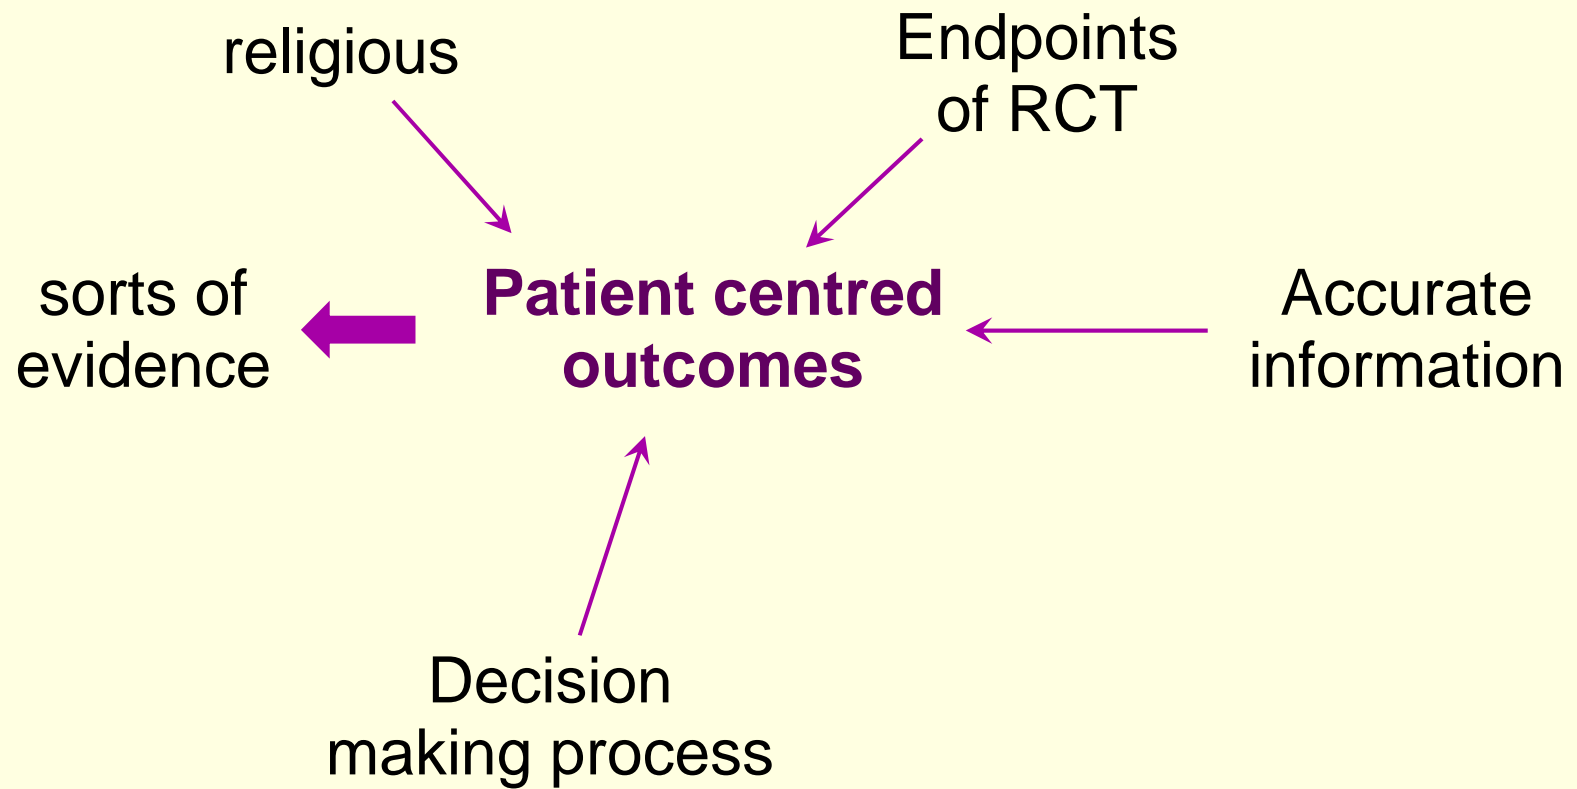 religious
Endpoints
of RCT
sorts of
evidence
Patient centred
outcomes
Accurate
information
Decision
making process